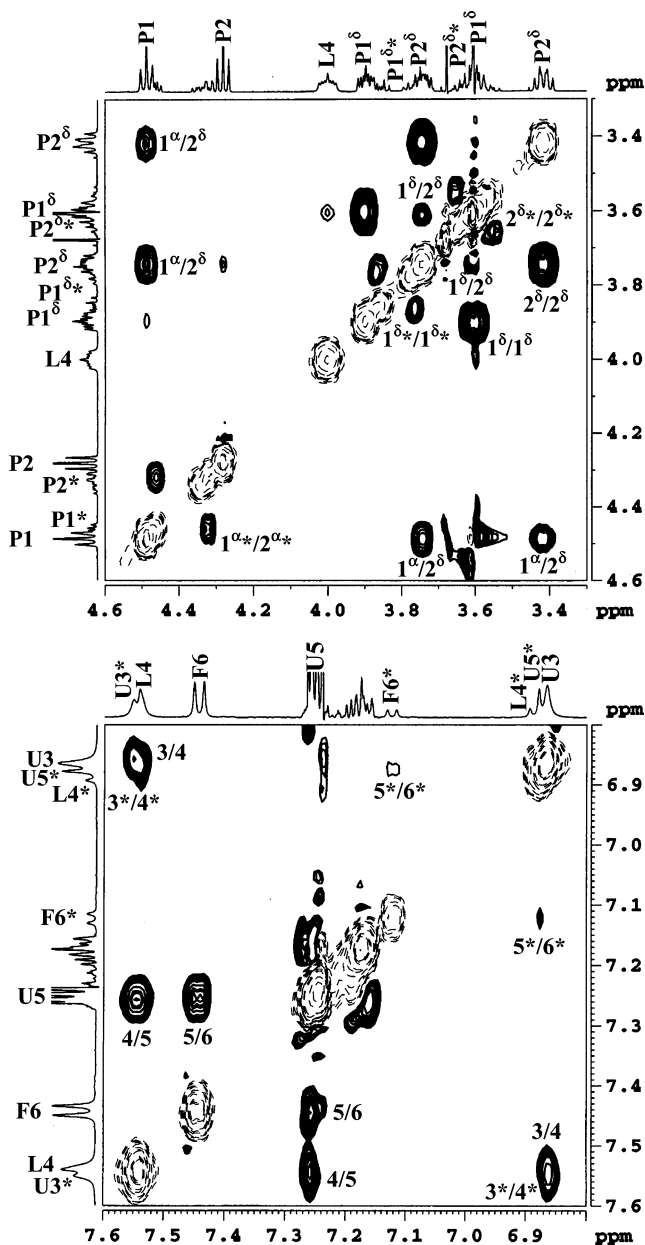 P1 P2 L4 P1δ P1δ* P2δ P2δ* P1δ P2δ
ppm
P2δ 1α/2δ 3.4
P1δ 1δ/2δ 3.6
P2δ* 2δ*/2δ*
P2δ 1α/2δ 1δ/2δ
P1δ* 2δ/2δ 3.8
P1δ 1δ*/1δ* 1δ/1δ
L4 4.0
4.2
P2
P2* 4.4
P1*
P1 1α*/2α* 1α/2δ 1α/2δ
4.6
4.6 4.4 4.2 4.0 3.8 3.6 3.4 ppm
ppm
U3* L4 F6 U5 F6* L4* U5* U3
ppm
U3 3/4
U5* 5*/6* 6.9
L4* 3*/4*
7.0
F6* 7.1
5*/6*
7.2
U5
4/5 5/6 7.3
7.4
F6 5/6
3/4 7.5
L4 4/5
U3* 3*/4*
7.6
7.6 7.5 7.4 7.3 7.2 7.1 7.0 6.9 ppm
ppm